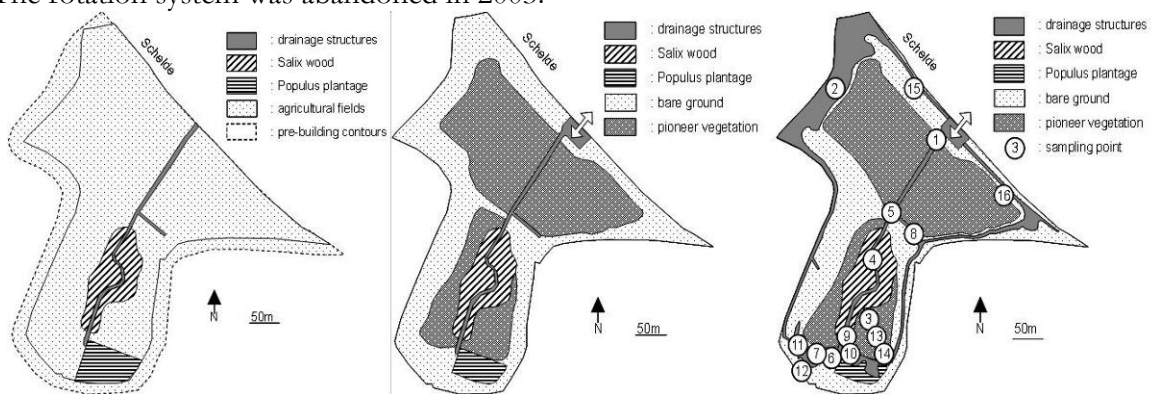 The rotation system was abandoned in 2003.
Schelde
: drainage structures
: Salix wood
: Populus plantage
: agricultural fields
: pre-building contours
N
50m
Schelde
: drainage structures
: Salix wood
: Populus plantage
: bare ground
: pioneer vegetation
N
50m
Schelde
: drainage structures
: Salix wood
: Populus plantage
: bare ground
: pioneer vegetation
3 : sampling point
2
15
1
16
5
8
4
3
9
13
11
7
6
10
14
12
N
50m